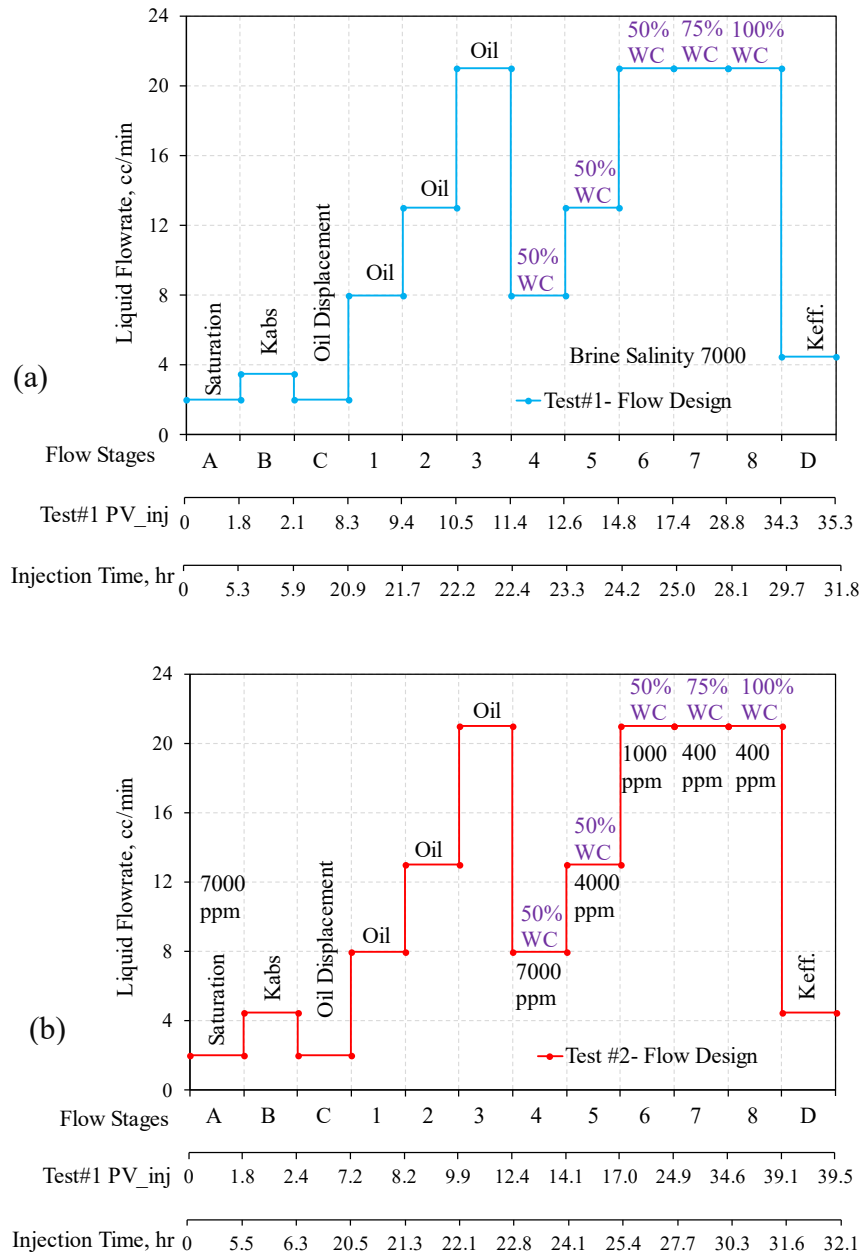 24
20
16
12
8
4
0
Liquid Flowrate, cc/min
(a)
Saturation
Kabs
Oil Displacement
Oil
Oil
Oil
50%
WC
50%
WC
50%
WC
75%
WC
100%
WC
Keff.
Brine Salinity 7000
Test#1- Flow Design
Flow Stages
A B C 1 2 3 4 5 6 7 8 D
Test#1 PV_inj
0 1.8 2.1 8.3 9.4 10.5 11.4 12.6 14.8 17.4 28.8 34.3 35.3
Injection Time, hr
0 5.3 5.9 20.9 21.7 22.2 22.4 23.3 24.2 25.0 28.1 29.7 31.8
24
20
16
12
8
4
0
Liquid Flowrate, cc/min
(b)
7000
ppm
Saturation
Kabs
Oil Displacement
Oil
Oil
Oil
50%
WC
7000
ppm
50%
WC
4000
ppm
50%
WC
1000
ppm
75%
WC
400
ppm
100%
WC
400
ppm
Keff.
Test #2- Flow Design
Flow Stages
A B C 1 2 3 4 5 6 7 8 D
Test#1 PV_inj
0 1.8 2.4 7.2 8.2 9.9 12.4 14.1 17.0 24.9 34.6 39.1 39.5
Injection Time, hr
0 5.5 6.3 20.5 21.3 22.1 22.8 24.1 25.4 27.7 30.3 31.6 32.1